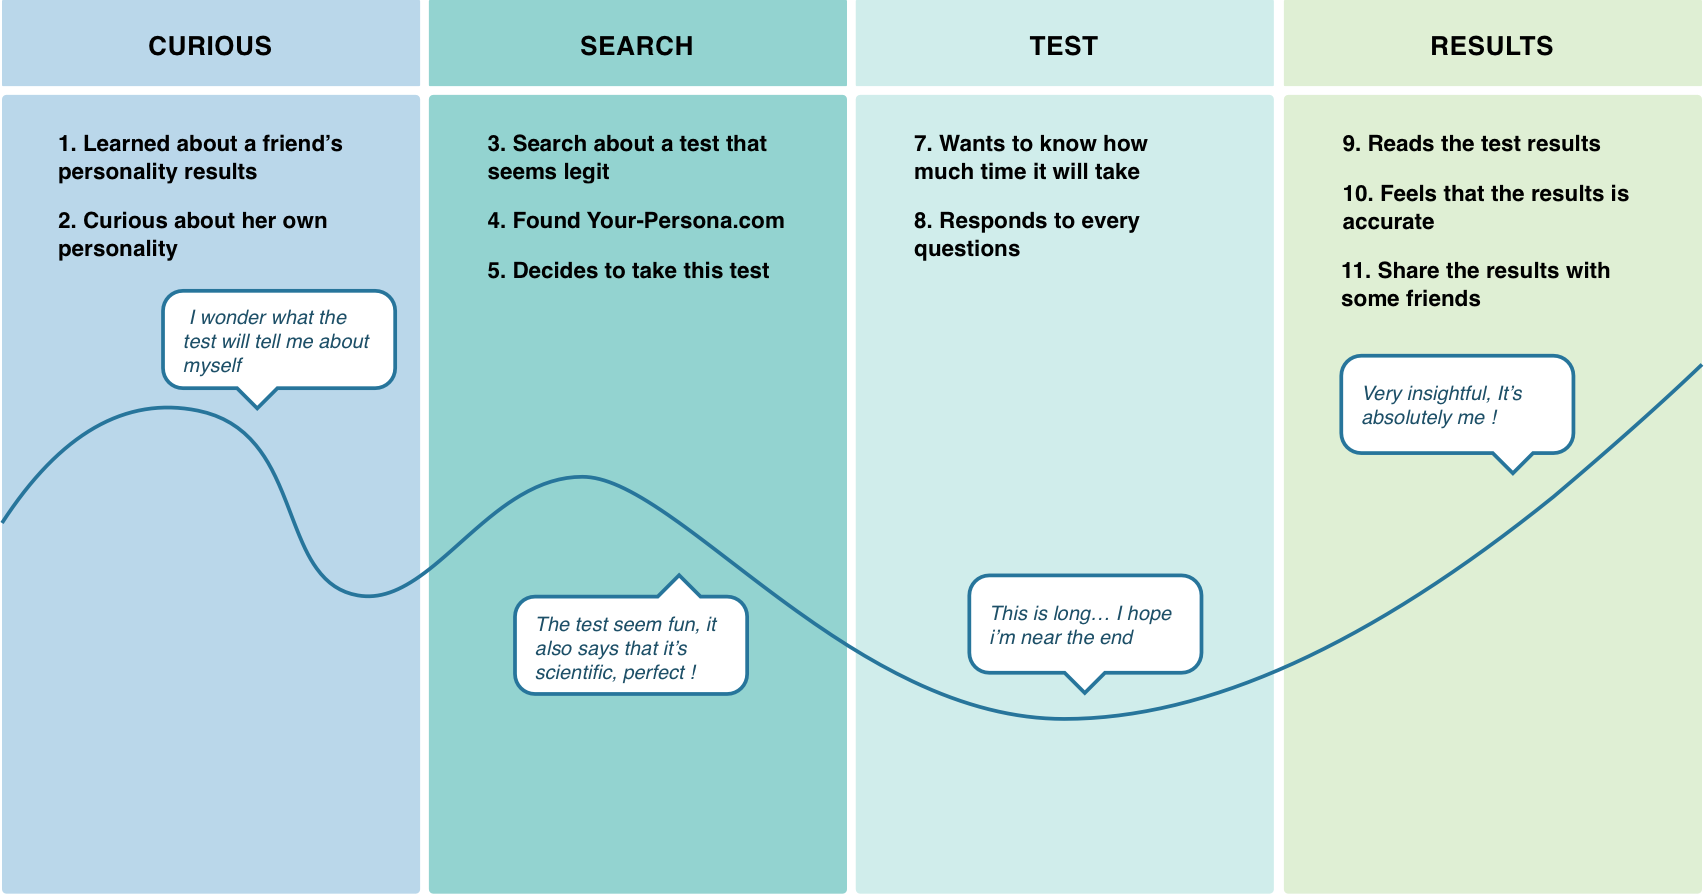 CURIOUS
1. Learned about a friend’s
personality results
2. Curious about her own
personality
I wonder what the
test will tell me about
myself
SEARCH
3. Search about a test that
seems legit
4. Found Your-Persona.com
5. Decides to take this test
The test seem fun, it
also says that it’s
scientific, perfect !
TEST
7. Wants to know how
much time it will take
8. Responds to every
questions
This is long… I hope
i’m near the end
RESULTS
9. Reads the test results
10. Feels that the results is
accurate
11. Share the results with
some friends
Very insightful, It’s
absolutely me !